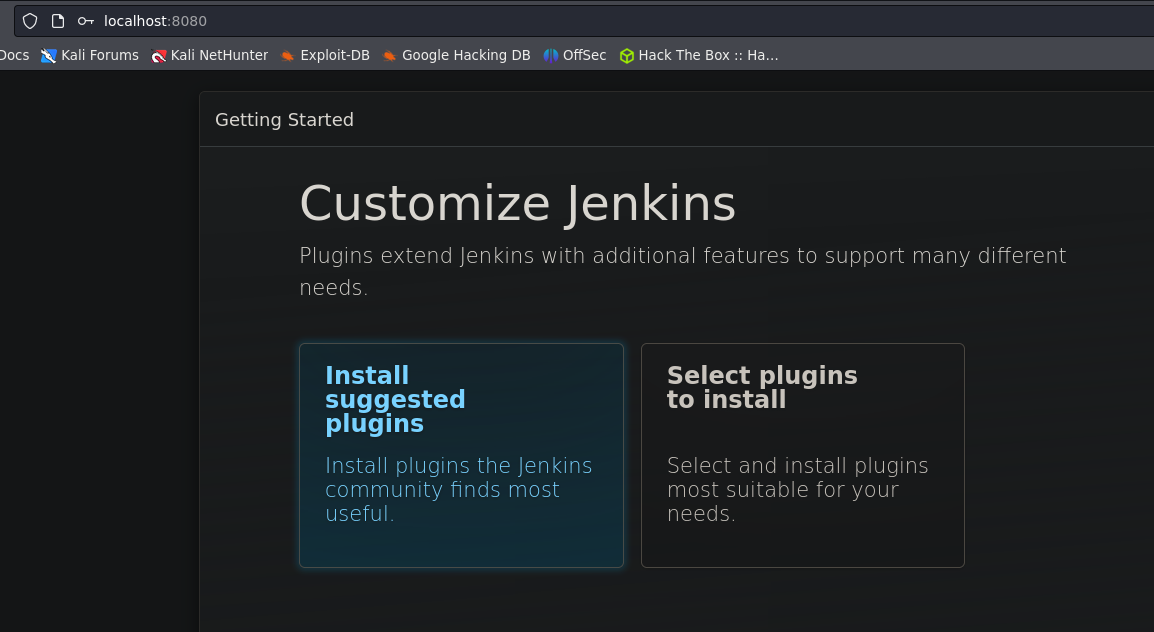 localhost:8080
Docs Kali Forums Kali NetHunter Exploit-DB Google Hacking DB OffSec Hack The Box :: Ha...
Getting Started
Customize Jenkins
Plugins extend Jenkins with additional features to support many different
needs.
Install
suggested
plugins
Install plugins the Jenkins
community finds most
useful.
Select plugins
to install
Select and install plugins
most suitable for your
needs.